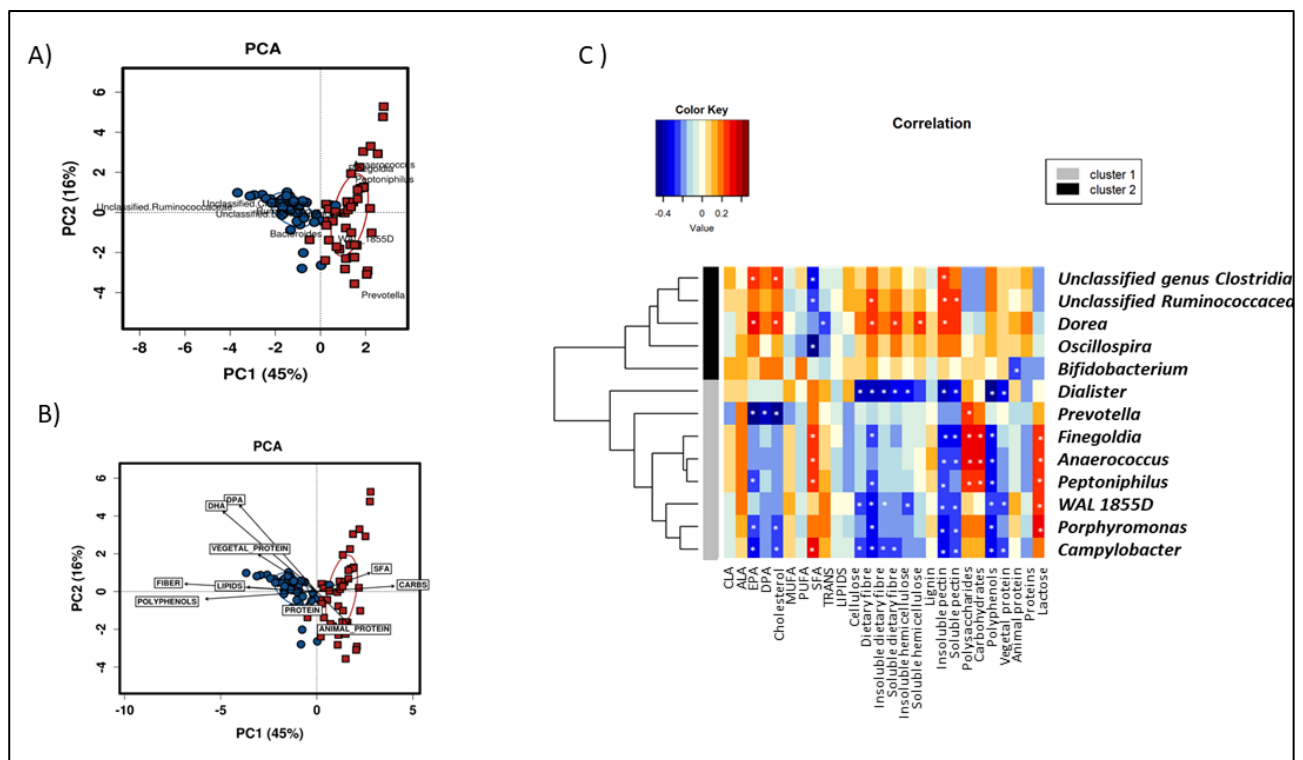 A)
PCA
PC2 (16%)
6
4
2
0
-2
-4
-8
-6
-4
-2
0
2
PC1 (45%)
Anaerococcus
Finegoldia
Peptoniphilus
Unclassified.Ruminococcaceae
Bacteroides
WAL_1855D
Prevotella
B)
PCA
PC2 (16%)
6
4
2
0
-2
-4
-10
-5
0
5
PC1 (45%)
DPA
DHA
VEGETAL_PROTEIN
SFA
FIBER
LIPIDS
CARBS
POLYPHENOLS
PROTEIN
ANIMAL_PROTEIN
C )
Color Key
-0.4 0 0.2
Value
Correlation
cluster 1
cluster 2
Unclassified genus Clostridia
Unclassified Ruminococcacea
Dorea
Oscillospira
Bifidobacterium
Dialister
Prevotella
Finegoldia
Anaerococcus
Peptoniphilus
WAL 1855D
Porphyromonas
Campylobacter
CLA
ALA
EPA
DPA
Cholesterol
MUFA
PUFA
SFA
TRANS
LIPIDS
Cellulose
Dietary fibre
Insoluble dietary fibre
Soluble dietary fibre
Insoluble hemicellulose
Soluble hemicellulose
Lignin
Insoluble pectin
Soluble pectin
Polysaccharides
Carbohydrates
Polyphenols
Vegetal protein
Animal protein
Proteins
Lactose